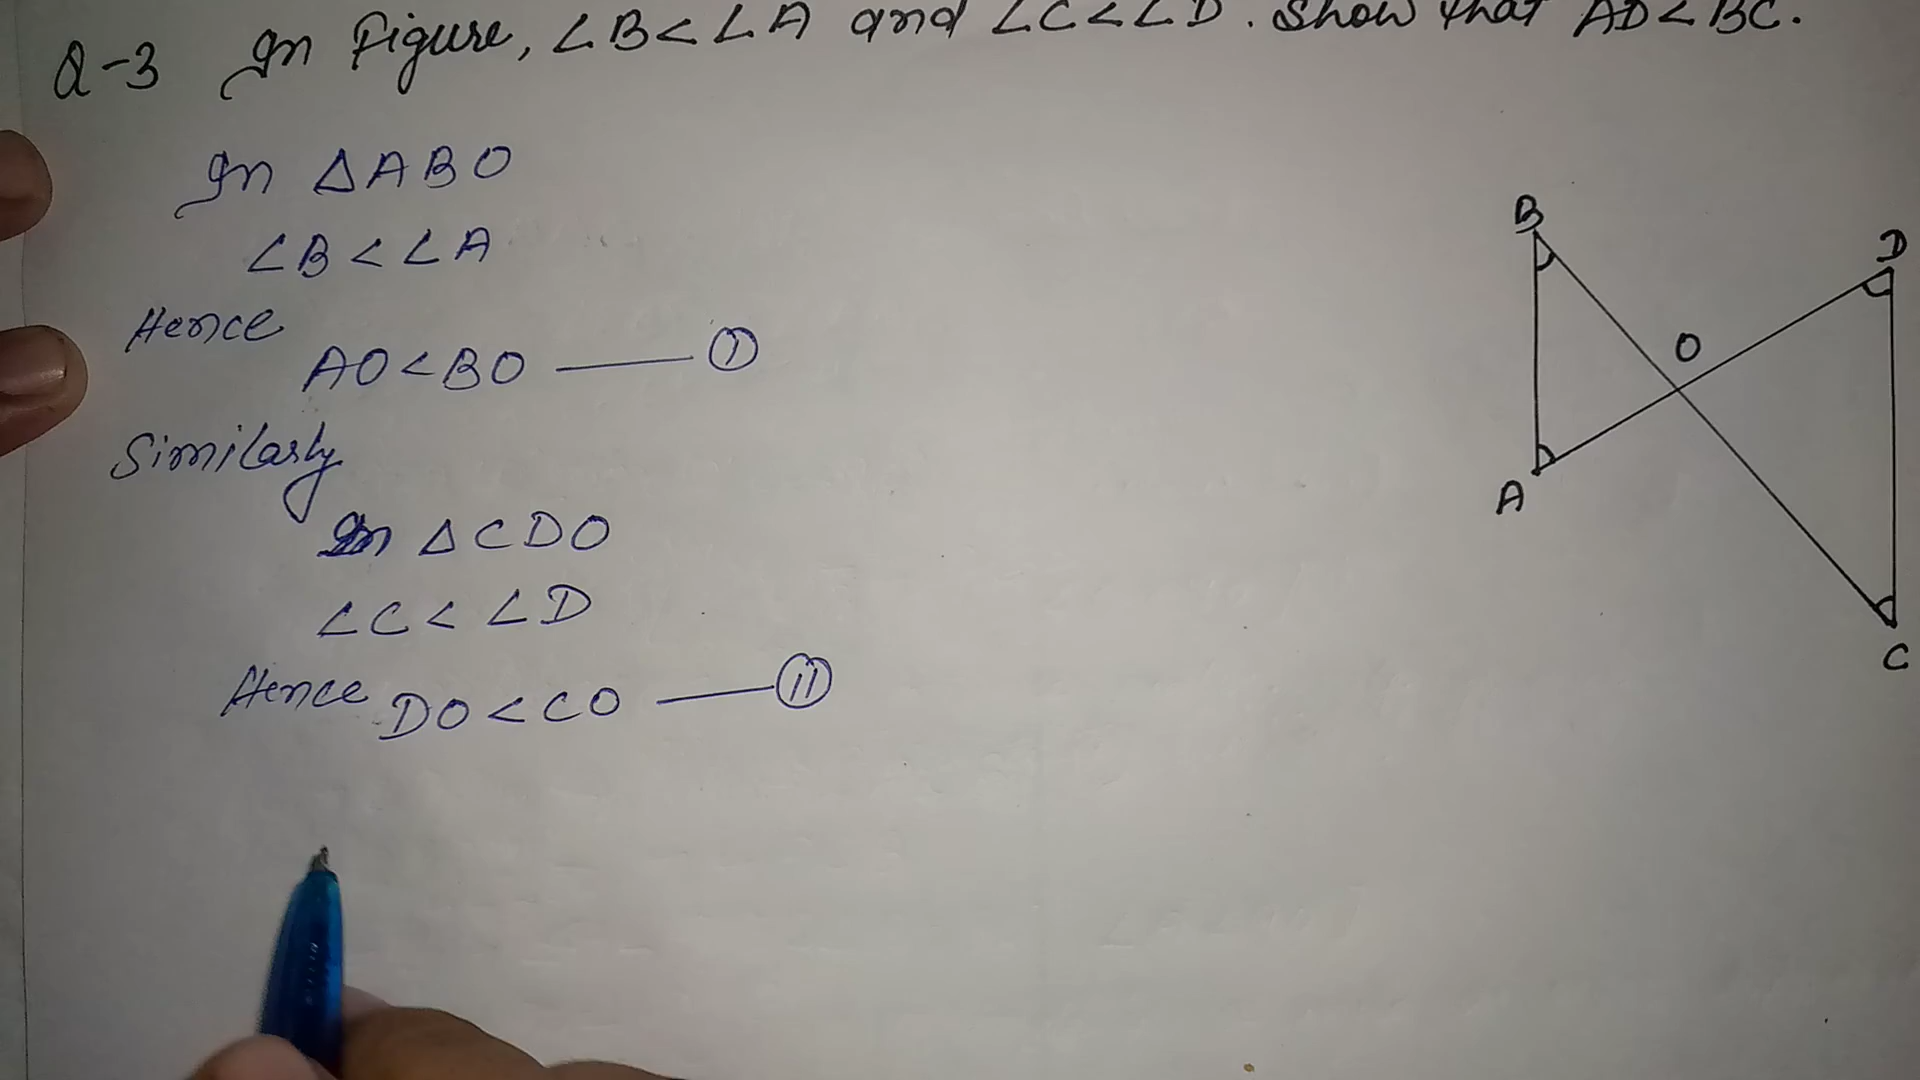 Q-3 In Figure, ∠B<∠A and ∠C<∠D. Show that AD<BC.
In ΔABO
∠B<∠A
Hence
AO<BO — I
Similarly
In ΔCDO
∠C<∠D
Hence DO<CO — II
B
D
O
A
C